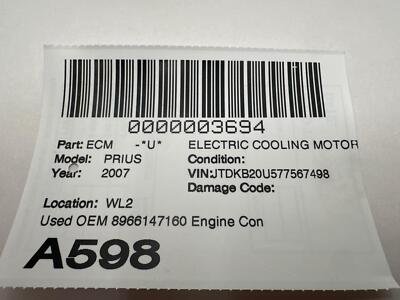 0000003694
Part: ECM -*U* ELECTRIC COOLING MOTOR
Model: PRIUS Condition:
Year: 2007 VIN:JTDKB20U577567498
Damage Code:
Location: WL2
Used OEM 8966147160 Engine Con
A598